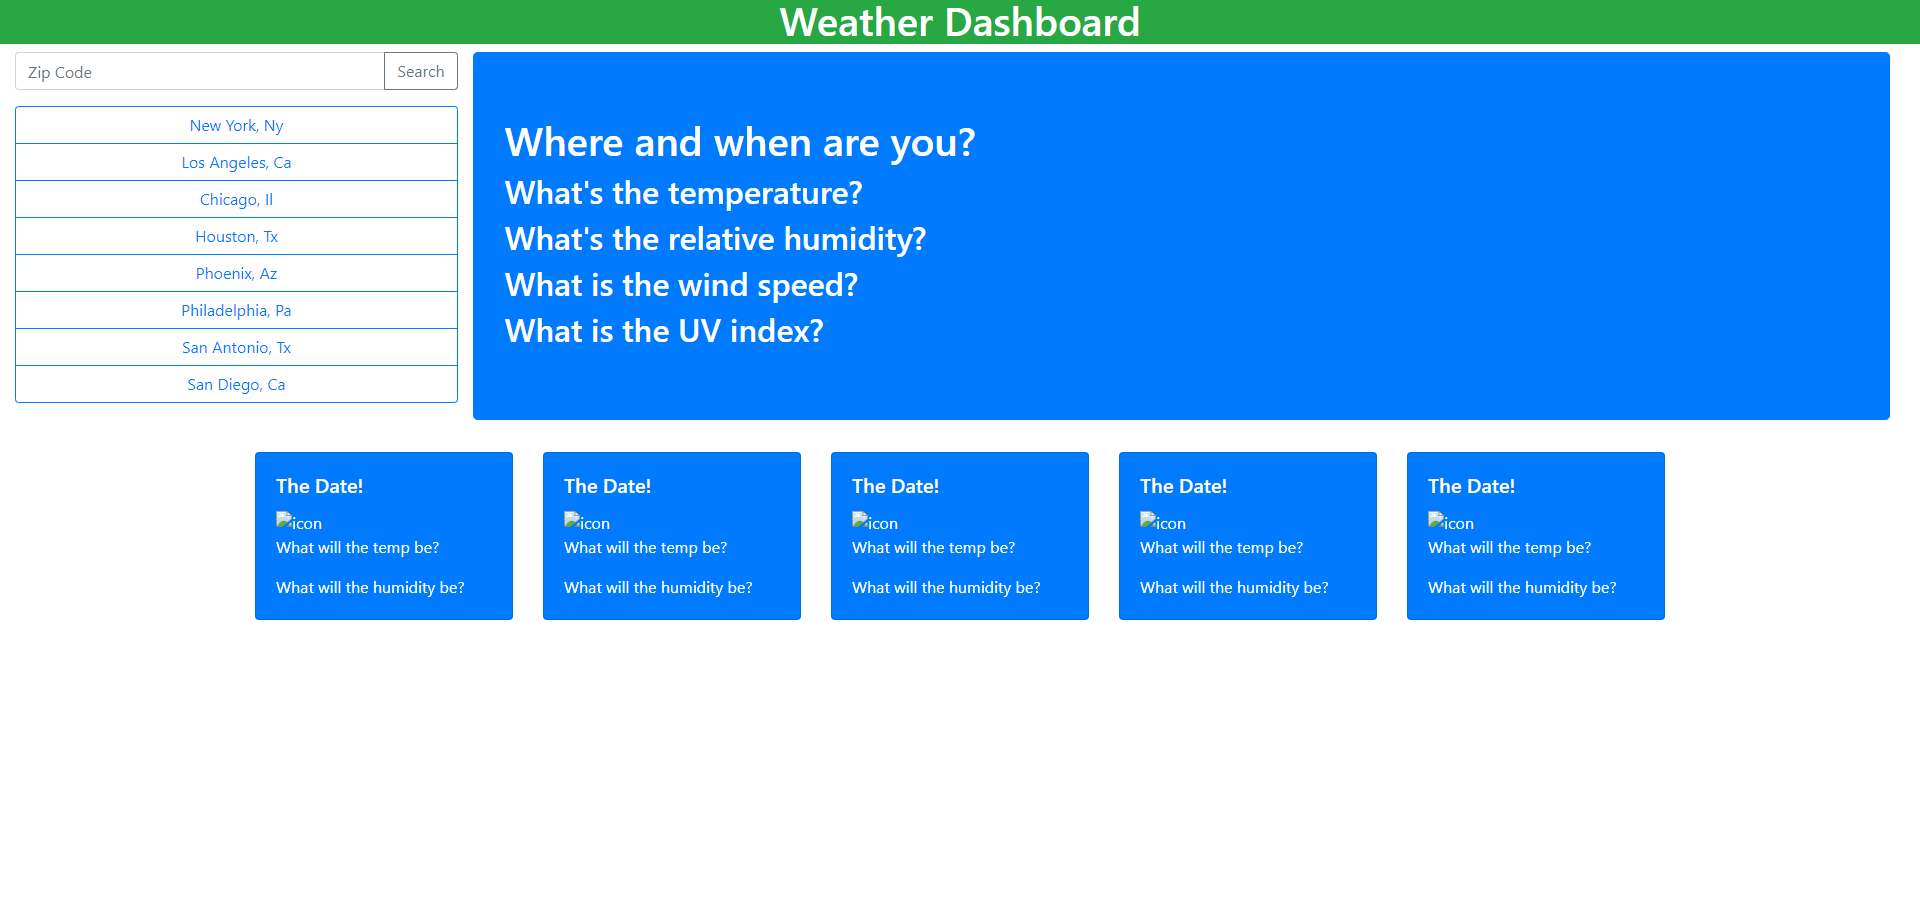 Weather Dashboard
Zip Code
Search
New York, Ny
Los Angeles, Ca
Chicago, Il
Houston, Tx
Phoenix, Az
Philadelphia, Pa
San Antonio, Tx
San Diego, Ca
Where and when are you?
What's the temperature?
What's the relative humidity?
What is the wind speed?
What is the UV index?
The Date!
icon
What will the temp be?
What will the humidity be?
The Date!
icon
What will the temp be?
What will the humidity be?
The Date!
icon
What will the temp be?
What will the humidity be?
The Date!
icon
What will the temp be?
What will the humidity be?
The Date!
icon
What will the temp be?
What will the humidity be?